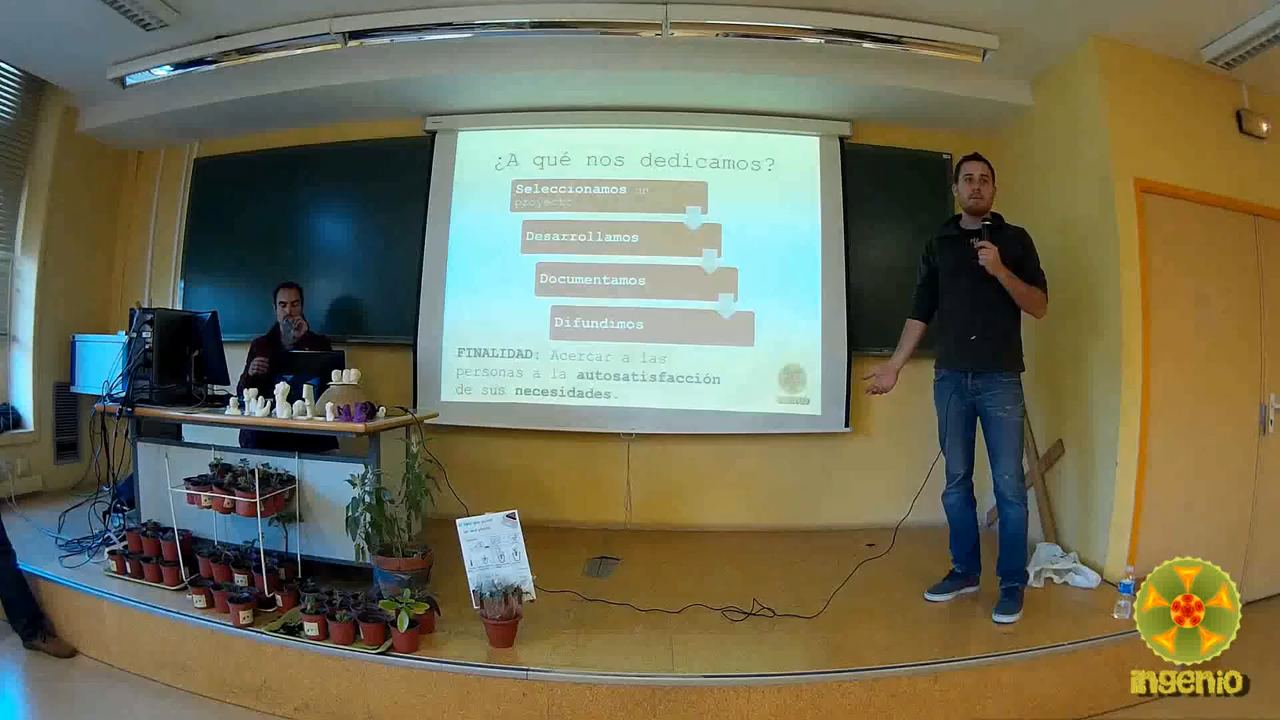 ¿A qué nos dedicamos?
Seleccionamos un
proyecto
Desarrollamos
Documentamos
Difundimos
FINALIDAD: Acercar a las
personas a la autosatisfacción
de sus necesidades.
ingenio